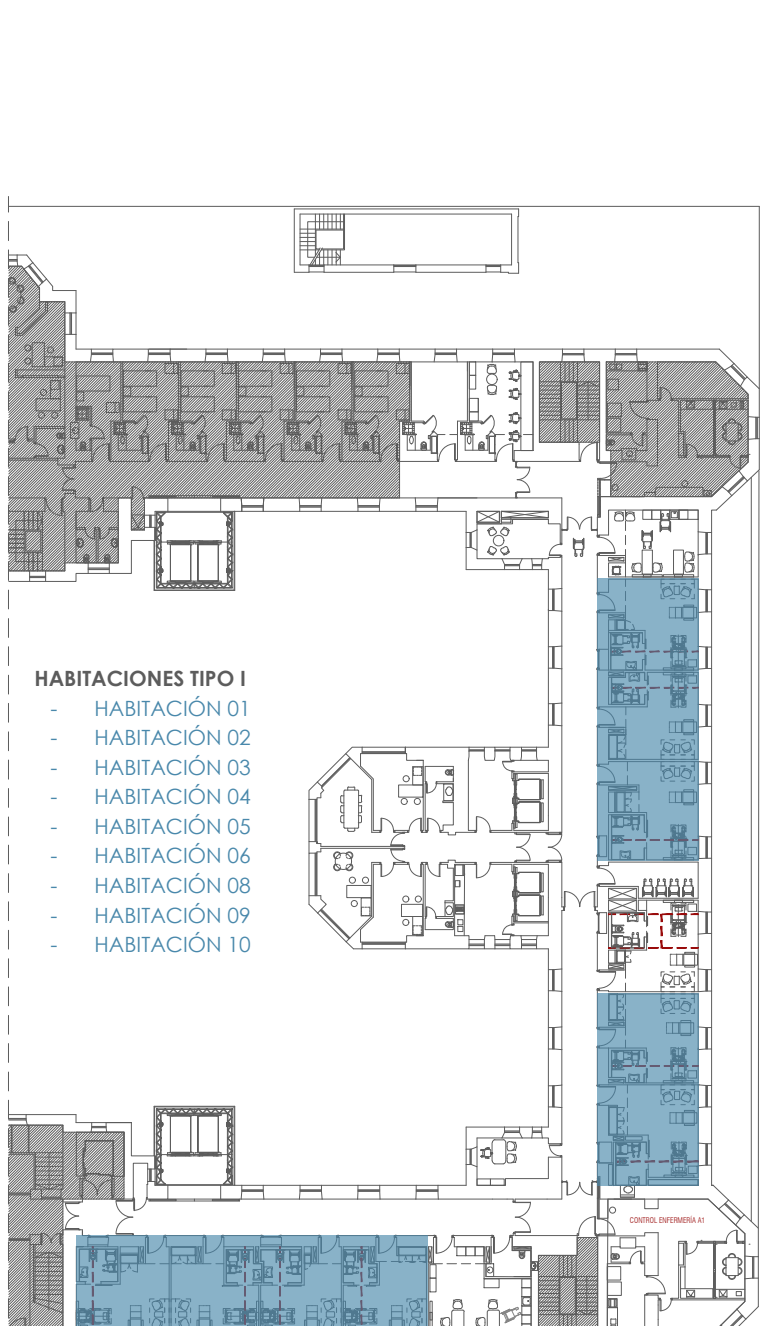 HABITACIONES TIPO I
- HABITACIÓN 01
- HABITACIÓN 02
- HABITACIÓN 03
- HABITACIÓN 04
- HABITACIÓN 05
- HABITACIÓN 06
- HABITACIÓN 08
- HABITACIÓN 09
- HABITACIÓN 10
CONTROL ENFERMERÍA A1